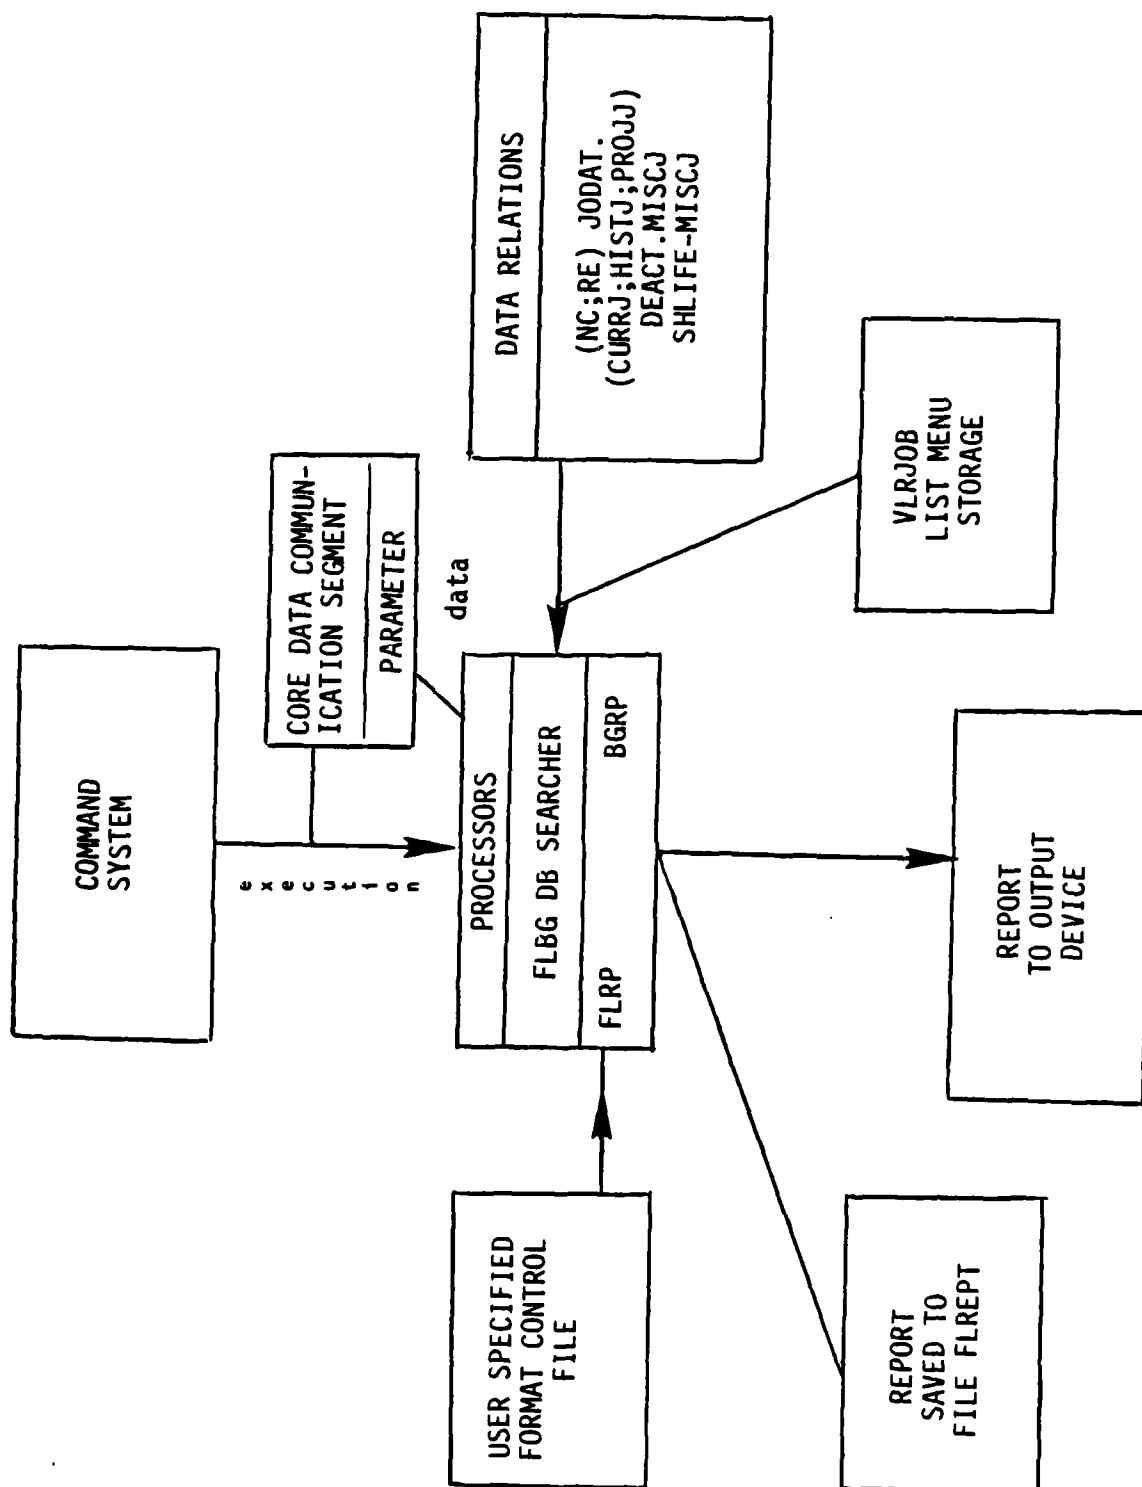 COMMAND
SYSTEM
execution
CORE DATA COMMUN-
ICATION SEGMENT
PARAMETER
data
DATA RELATIONS
(NC;RE) JODAT.
(CURRJ;HISTJ;PROJJ)
DEACT.MISCJ
SHLIFE-MISCJ
USER SPECIFIED
FORMAT CONTROL
FILE
PROCESSORS
FLBG DB SEARCHER
FLRP BGRP
VLRJOB
LIST MENU
STORAGE
REPORT
SAVED TO
FILE FLREPT
REPORT
TO OUTPUT
DEVICE